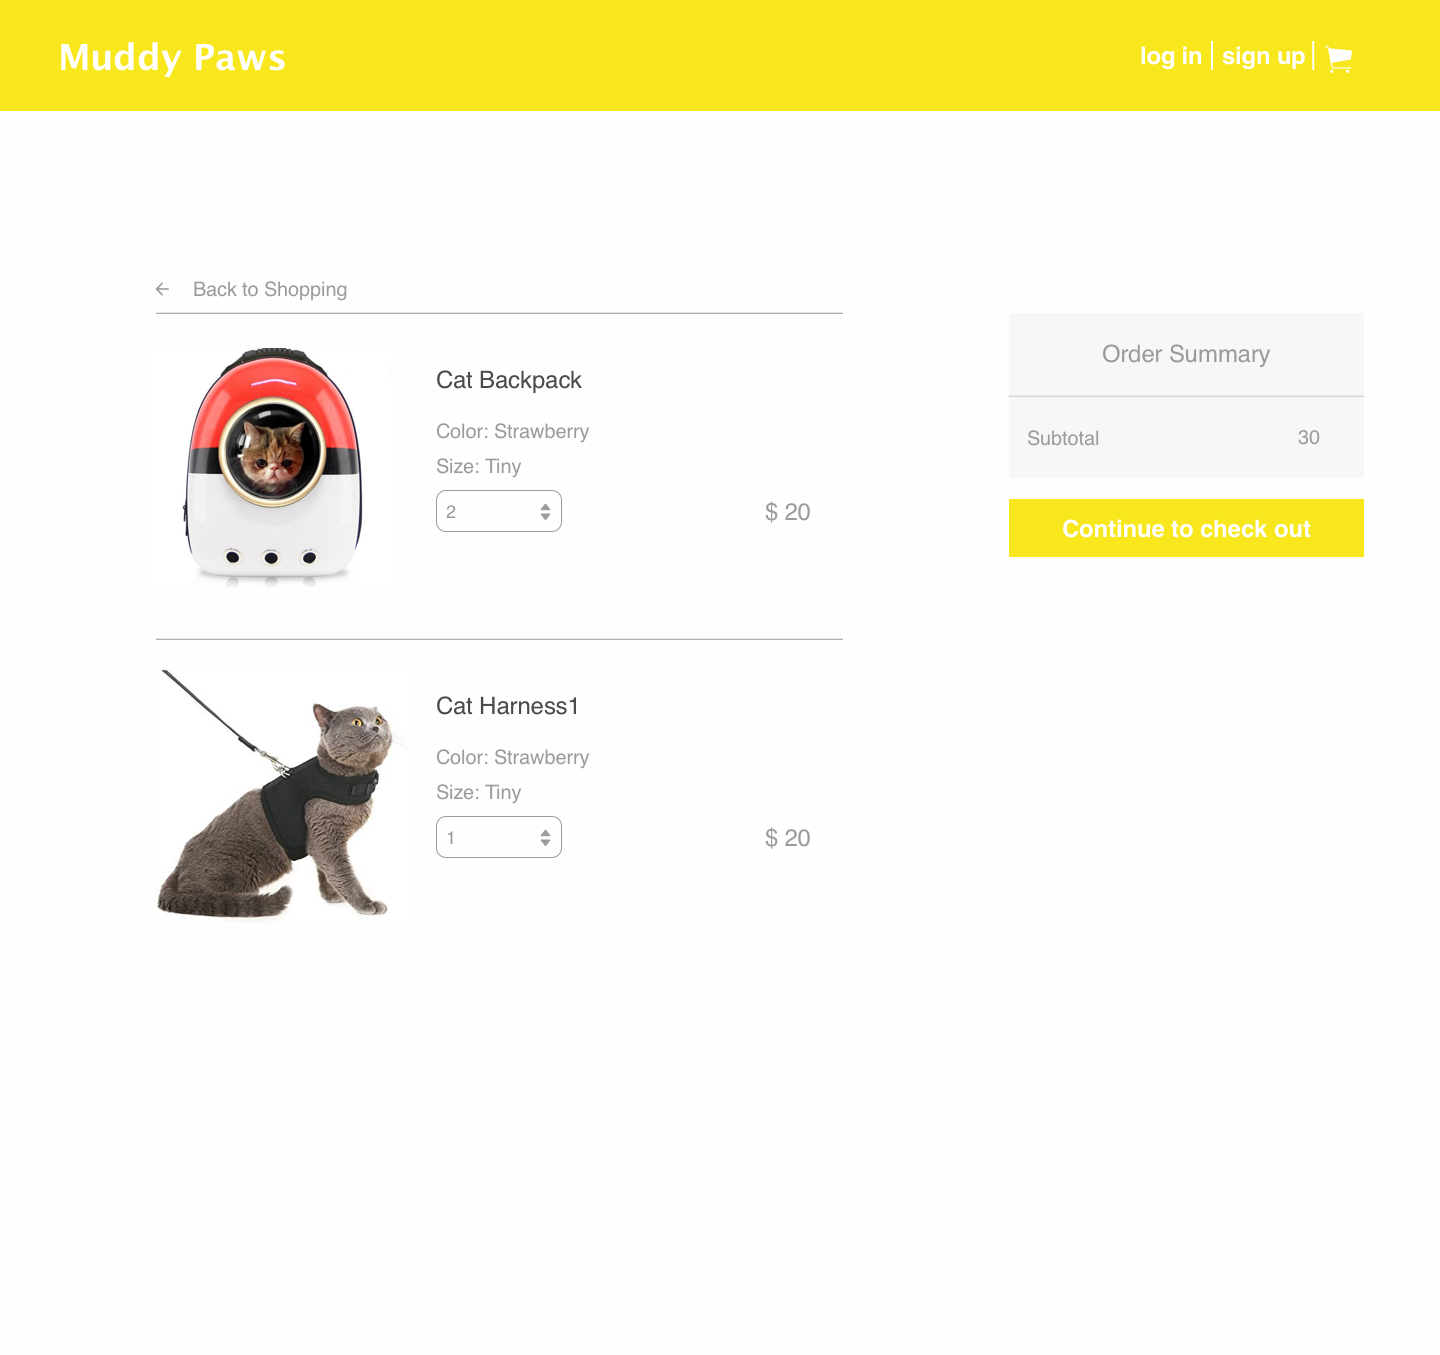 Muddy Paws
log in | sign up |
Back to Shopping
Cat Backpack
Color: Strawberry
Size: Tiny
2
$ 20
Cat Harness1
Color: Strawberry
Size: Tiny
1
$ 20
Order Summary
Subtotal 30
Continue to check out